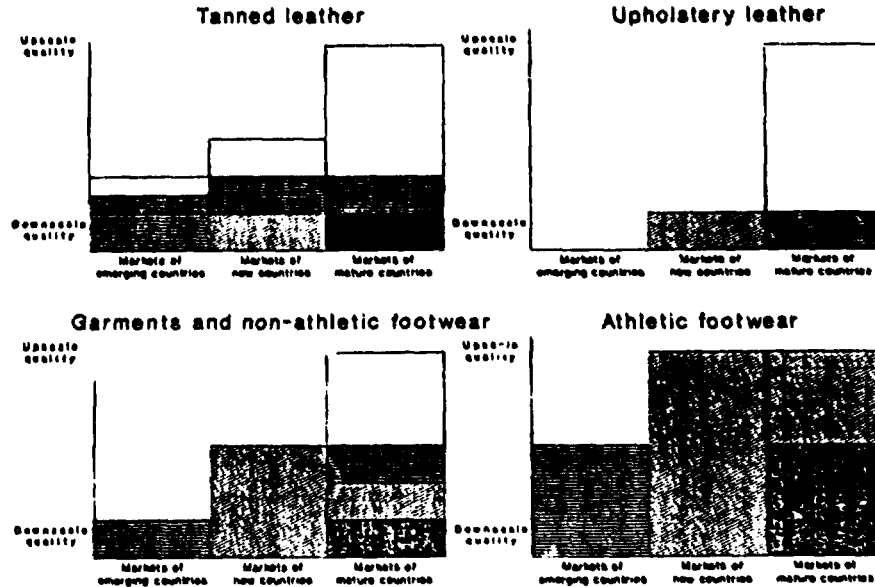 Tanned leather
Upscale
quality
Downscale
quality
Markets of
emerging countries
Markets of
new countries
Markets of
mature countries
Upholstery leather
Upscale
quality
Downscale
quality
Markets of
emerging countries
Markets of
new countries
Markets of
mature countries
Garments and non-athletic footwear
Upscale
quality
Downscale
quality
Markets of
emerging countries
Markets of
new countries
Markets of
mature countries
Athletic footwear
Upscale
quality
Downscale
quality
Markets of
emerging countries
Markets of
new countries
Markets of
mature countries